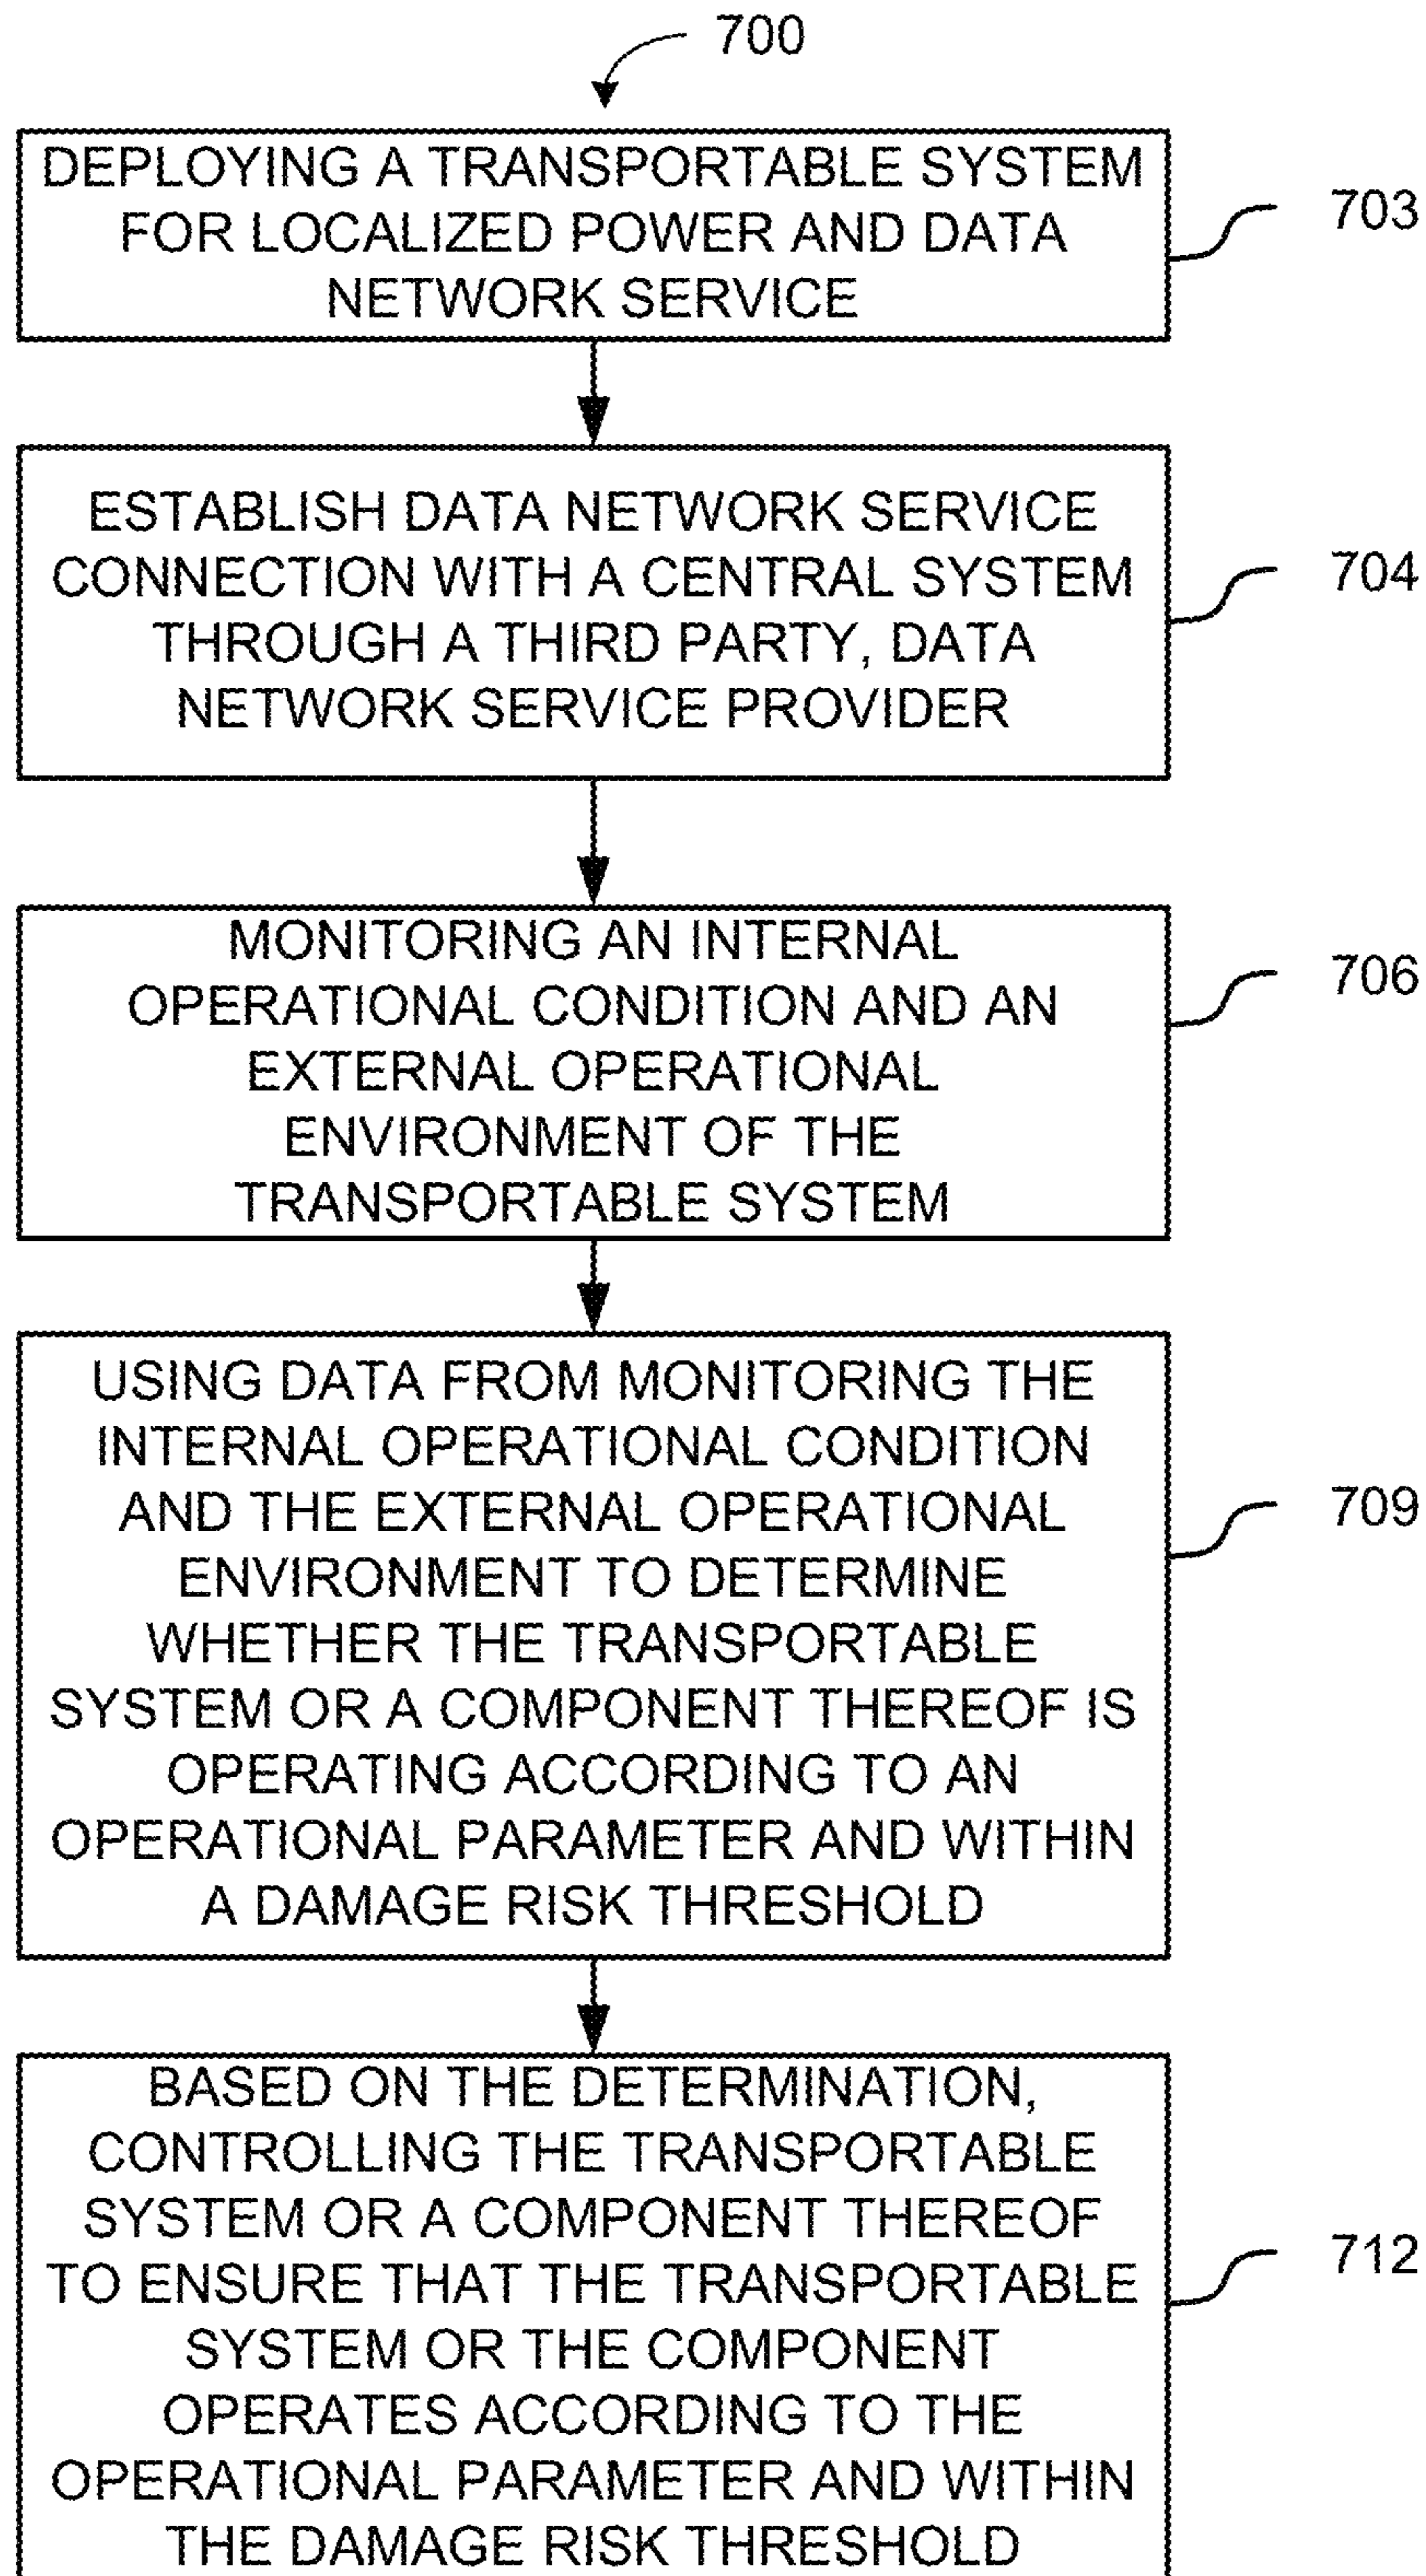 700
DEPLOYING A TRANSPORTABLE SYSTEM
FOR LOCALIZED POWER AND DATA
NETWORK SERVICE
703
ESTABLISH DATA NETWORK SERVICE
CONNECTION WITH A CENTRAL SYSTEM
THROUGH A THIRD PARTY, DATA
NETWORK SERVICE PROVIDER
704
MONITORING AN INTERNAL
OPERATIONAL CONDITION AND AN
EXTERNAL OPERATIONAL
ENVIRONMENT OF THE
TRANSPORTABLE SYSTEM
706
USING DATA FROM MONITORING THE
INTERNAL OPERATIONAL CONDITION
AND THE EXTERNAL OPERATIONAL
ENVIRONMENT TO DETERMINE
WHETHER THE TRANSPORTABLE
SYSTEM OR A COMPONENT THEREOF IS
OPERATING ACCORDING TO AN
OPERATIONAL PARAMETER AND WITHIN
A DAMAGE RISK THRESHOLD
709
BASED ON THE DETERMINATION,
CONTROLLING THE TRANSPORTABLE
SYSTEM OR A COMPONENT THEREOF
TO ENSURE THAT THE TRANSPORTABLE
SYSTEM OR THE COMPONENT
OPERATES ACCORDING TO THE
OPERATIONAL PARAMETER AND WITHIN
THE DAMAGE RISK THRESHOLD
712